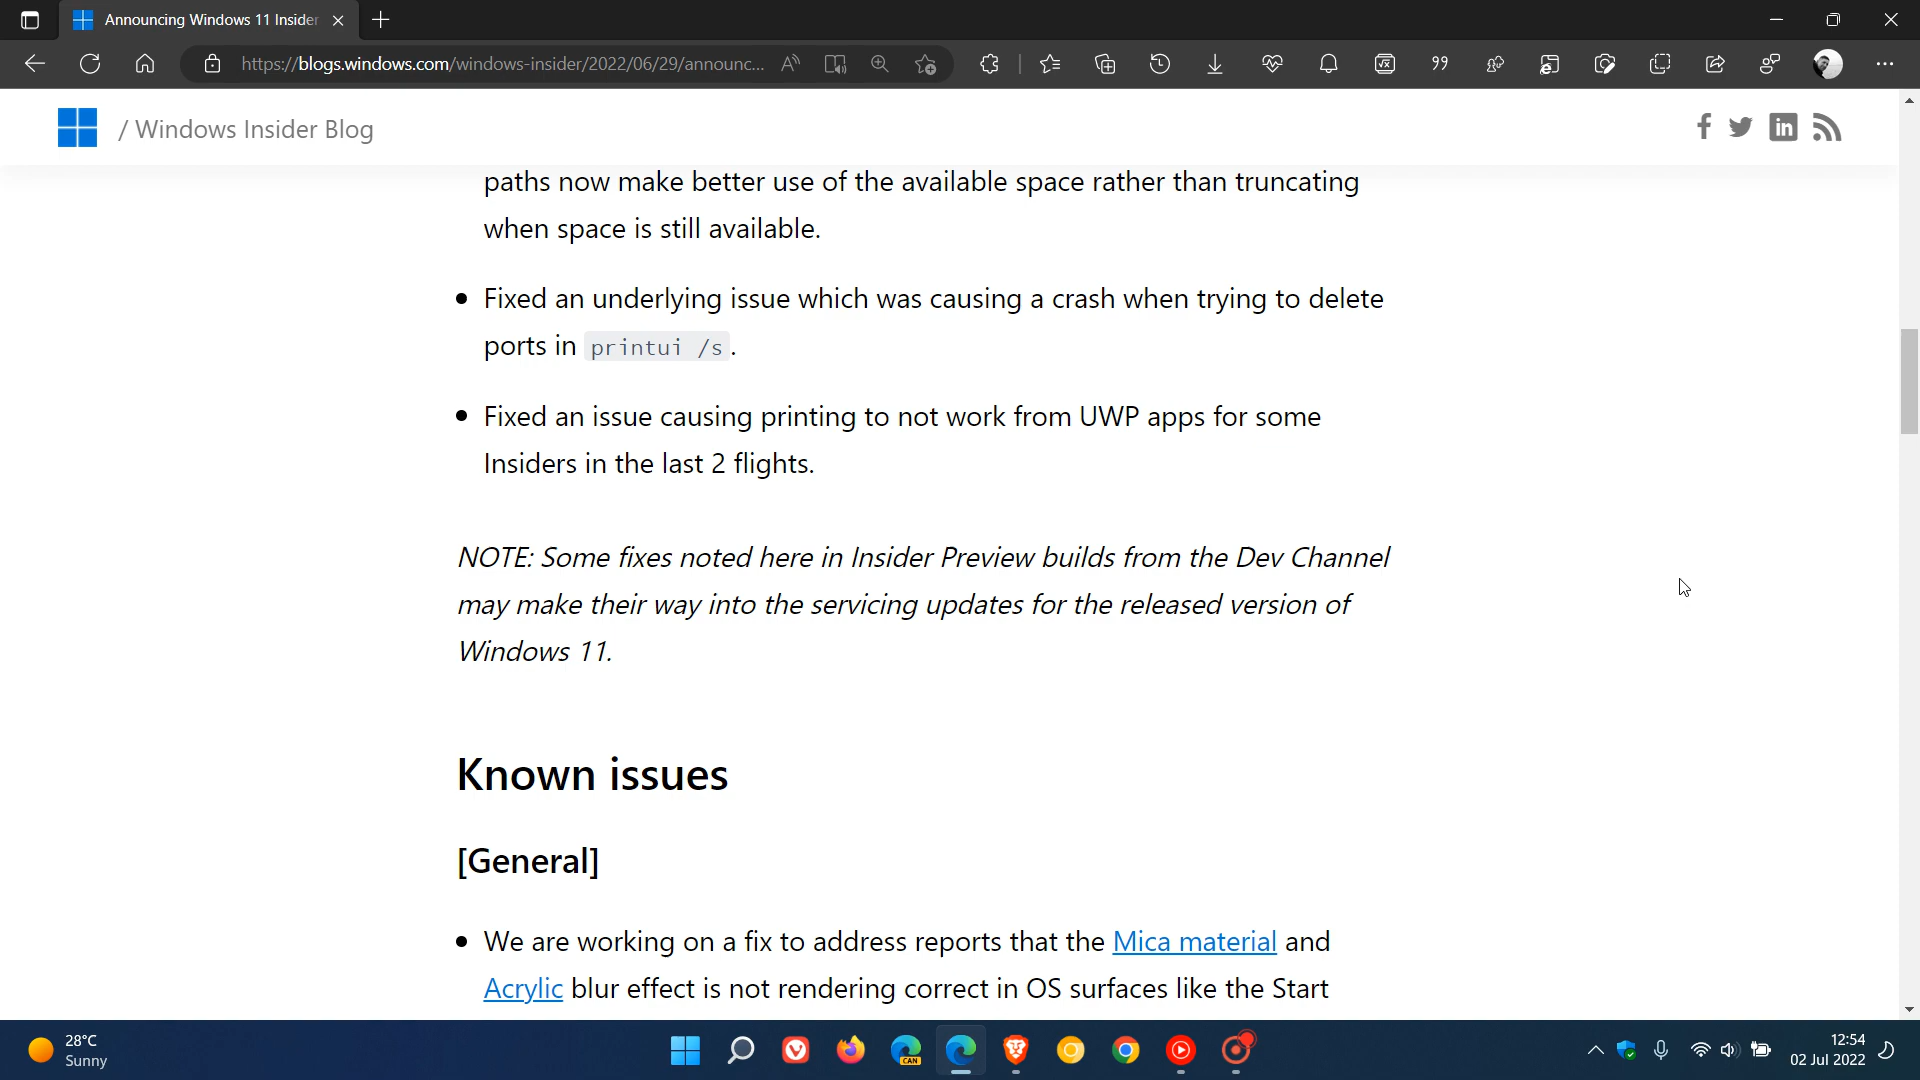 Announcing Windows 11 Insider
https://blogs.windows.com/windows-insider/2022/06/29/announc...
/ Windows Insider Blog
paths now make better use of the available space rather than truncating
when space is still available.
• Fixed an underlying issue which was causing a crash when trying to delete
ports in printui /s.
• Fixed an issue causing printing to not work from UWP apps for some
Insiders in the last 2 flights.
NOTE: Some fixes noted here in Insider Preview builds from the Dev Channel
may make their way into the servicing updates for the released version of
Windows 11.
Known issues
[General]
• We are working on a fix to address reports that the Mica material and
Acrylic blur effect is not rendering correct in OS surfaces like the Start
28°C
Sunny
CAN
12:54
02 Jul 2022